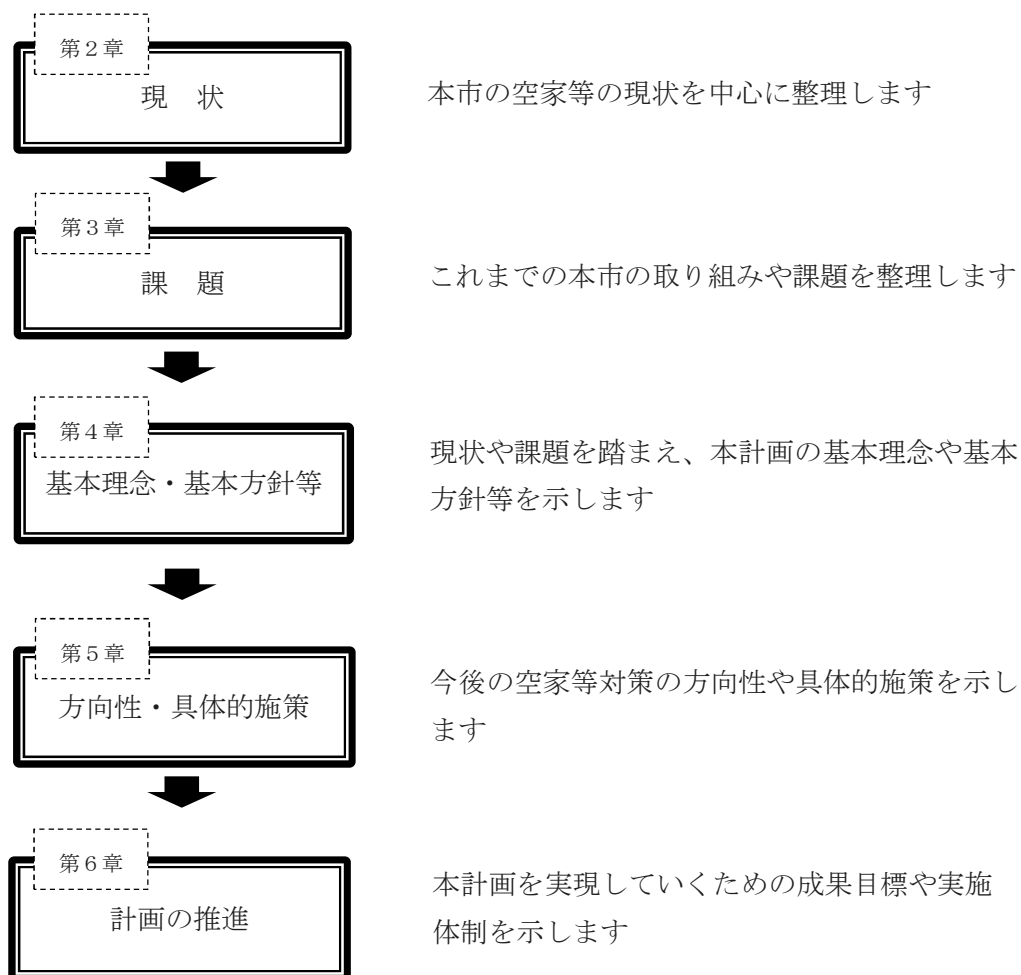 第２章
現　状
本市の空家等の現状を中心に整理します
第３章
課　題
これまでの本市の取り組みや課題を整理します
第４章
基本理念・基本方針等
現状や課題を踏まえ、本計画の基本理念や基本
方針等を示します
第５章
方向性・具体的施策
今後の空家等対策の方向性や具体的施策を示し
ます
第６章
計画の推進
本計画を実現していくための成果目標や実施
体制を示します